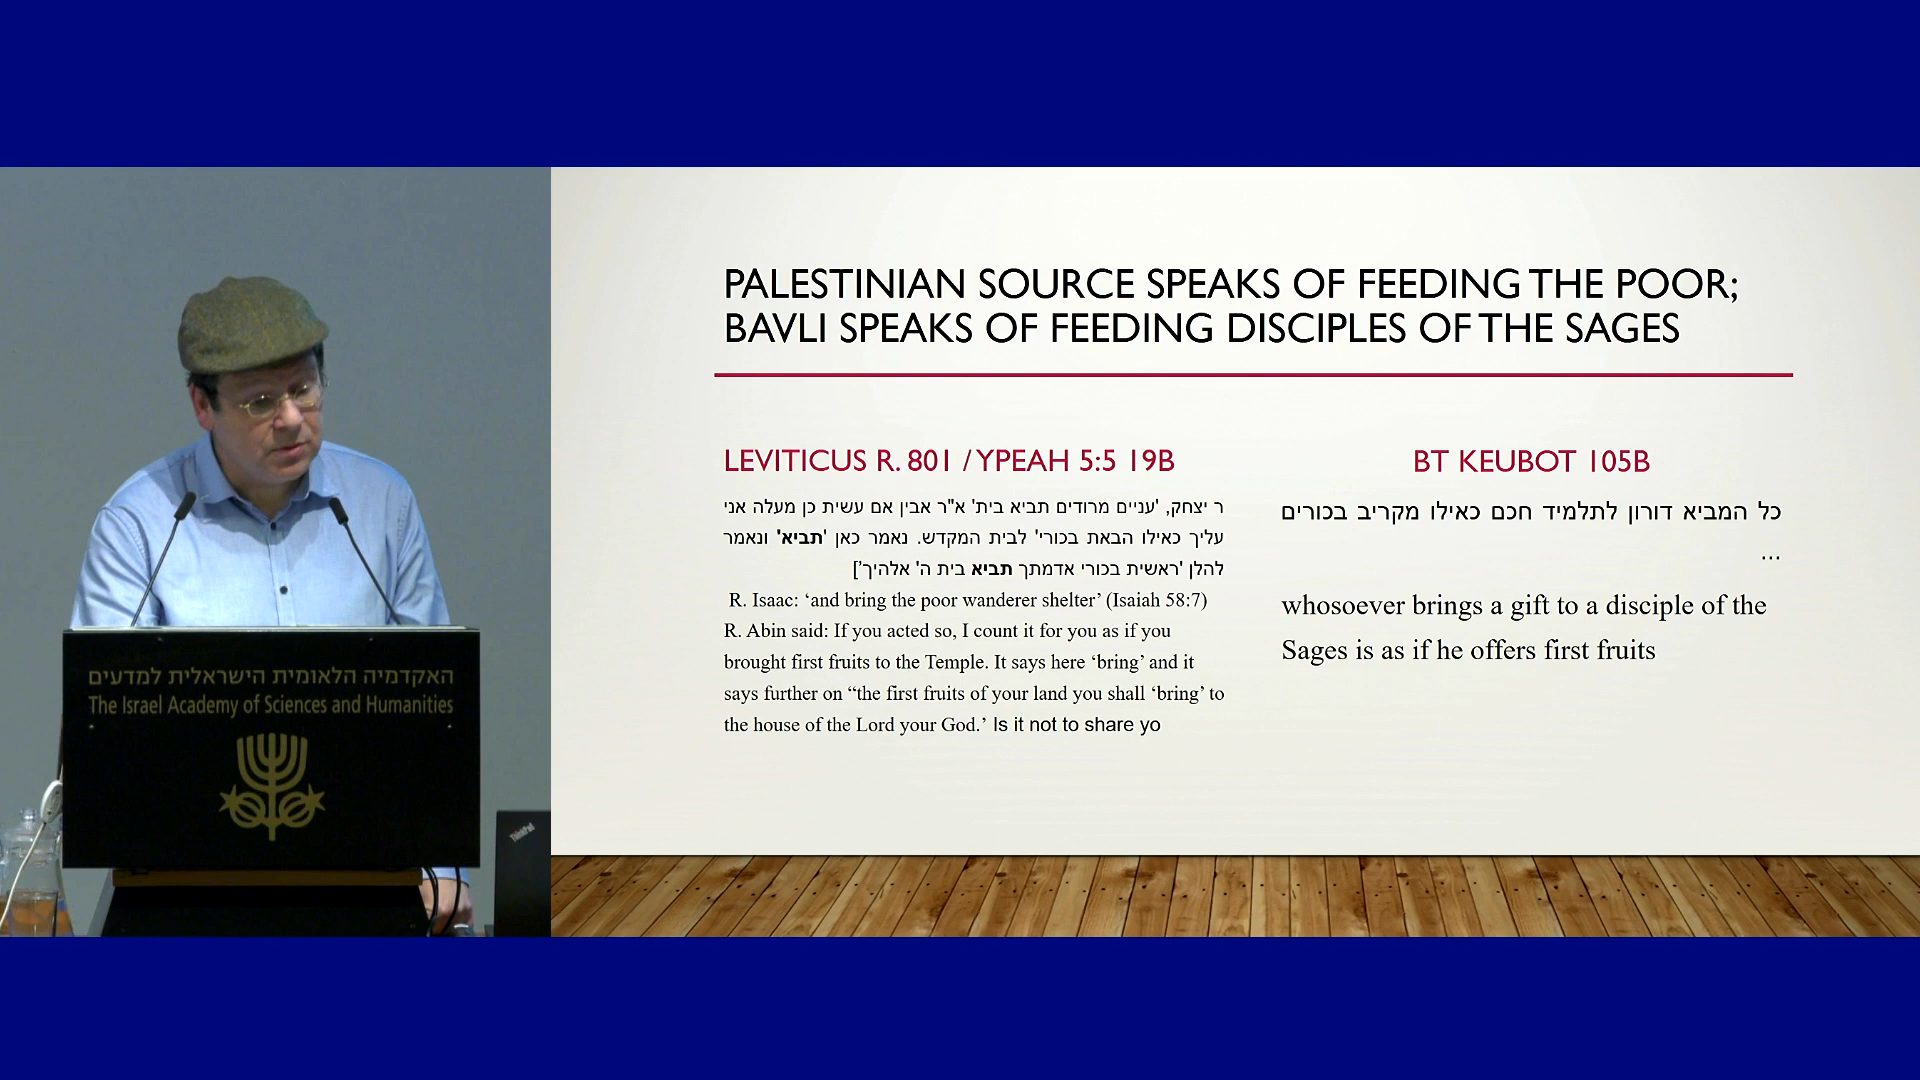 PALESTINIAN SOURCE SPEAKS OF FEEDING THE POOR;
BAVLI SPEAKS OF FEEDING DISCIPLES OF THE SAGES
LEVITICUS R. 801 / YPEAH 5:5 19B
ר יצחק, 'עניים מרודים תביא בית' א"ר אבין אם עשית כן מעלה אני
עליך כאילו הבאת בכורי' לבית המקדש. נאמר כאן 'תביא' ונאמר
להלן 'ראשית בכורי אדמתך תביא בית ה' אלהיך']
R. Isaac: ‘and bring the poor wanderer shelter’ (Isaiah 58:7)
R. Abin said: If you acted so, I count it for you as if you
brought first fruits to the Temple. It says here ‘bring’ and it
says further on “the first fruits of your land you shall ‘bring’ to
the house of the Lord your God.’ Is it not to share yo
BT KEUBOT 105B
כל המביא דורון לתלמיד חכם כאילו מקריב בכורים
...
whosoever brings a gift to a disciple of the
Sages is as if he offers first fruits
האקדמיה הלאומית הישראלית למדעים
The Israel Academy of Sciences and Humanities
ThinkPad